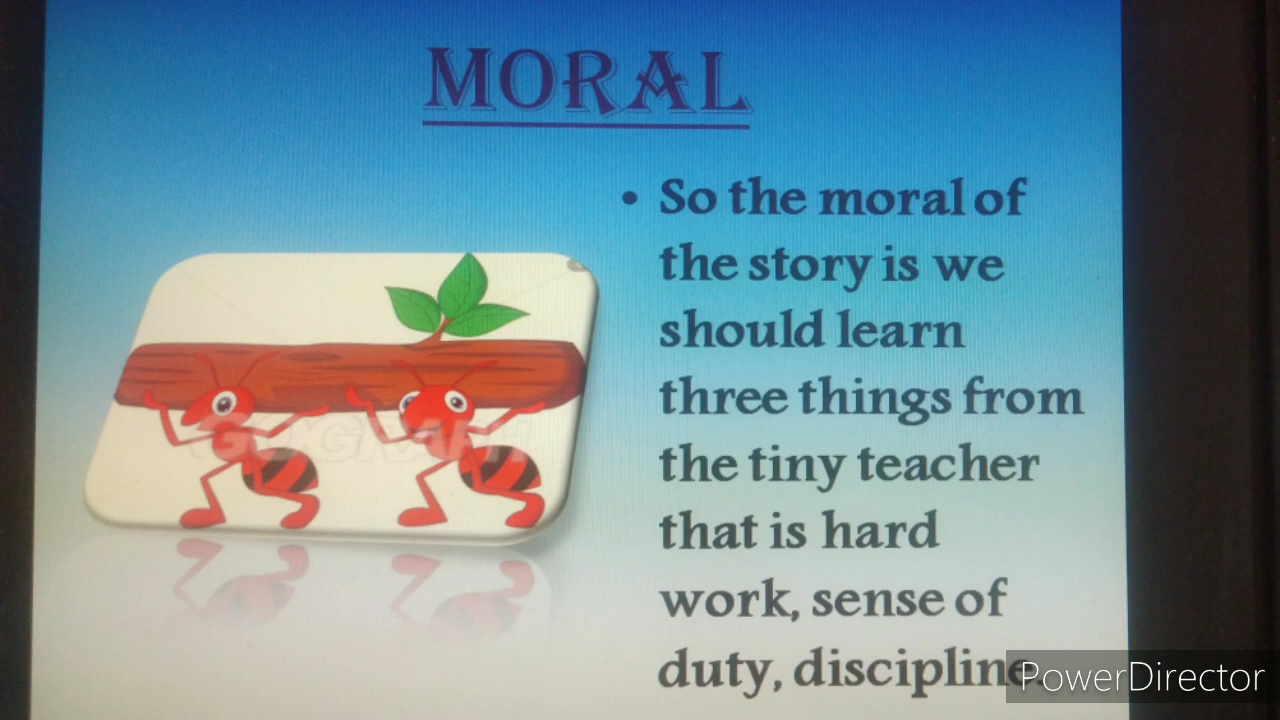 MORAL
• So the moral of
the story is we
should learn
three things from
the tiny teacher
that is hard
work, sense of
duty, discipline.
GOGRAPH
PowerDirector